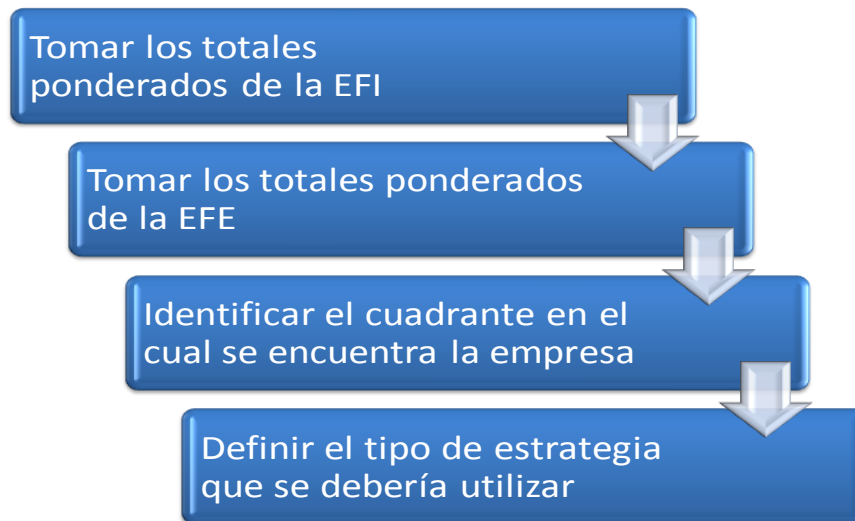 Tomar los totales
ponderados de la EFI
Tomar los totales ponderados
de la EFE
Identificar el cuadrante en el
cual se encuentra la empresa
Definir el tipo de estrategia
que se debería utilizar